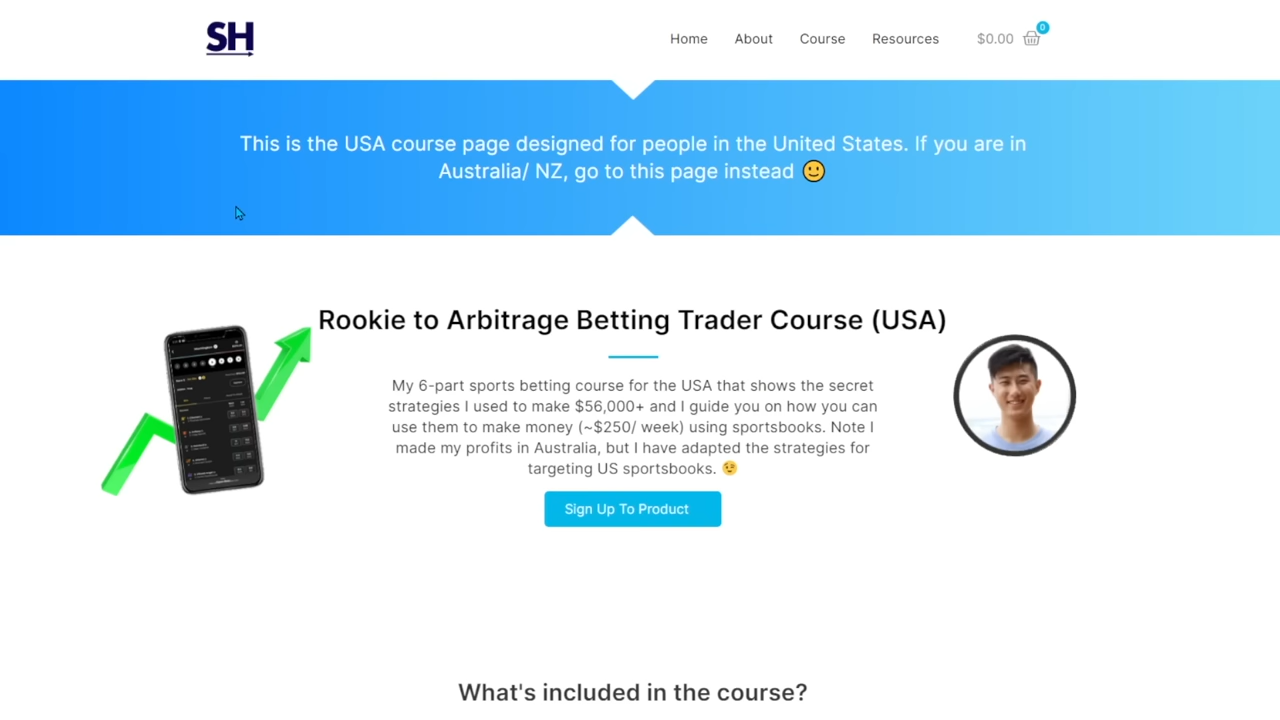 SH
Home About Course Resources $0.00 0
This is the USA course page designed for people in the United States. If you are in
Australia/ NZ, go to this page instead 🙂
Rookie to Arbitrage Betting Trader Course (USA)
My 6-part sports betting course for the USA that shows the secret
strategies I used to make $56,000+ and I guide you on how you can
use them to make money (~$250/ week) using sportsbooks. Note I
made my profits in Australia, but I have adapted the strategies for
targeting US sportsbooks. 😉
Sign Up To Product
What's included in the course?